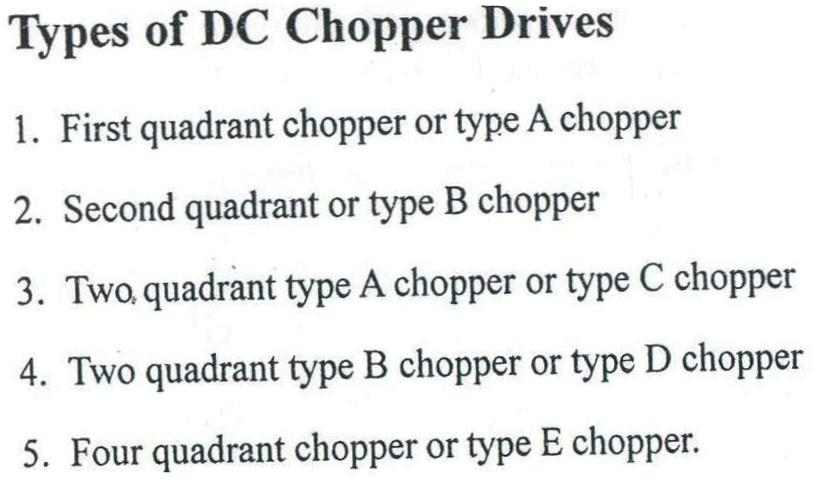 Types of DC Chopper Drives
1. First quadrant chopper or type A chopper
2. Second quadrant or type B chopper
3. Two quadrant type A chopper or type C chopper
4. Two quadrant type B chopper or type D chopper
5. Four quadrant chopper or type E chopper.